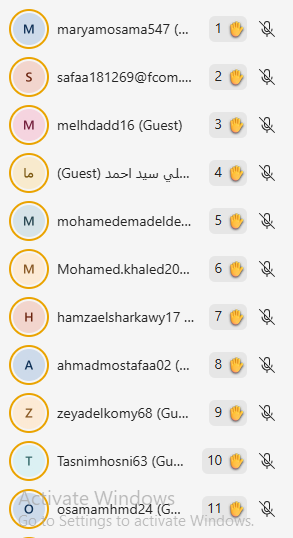 M maryamosama547 (... 1
S safaa181269@fcom.... 2
M melhdadd16 (Guest) 3
ما (Guest) لي سيد احمد... 4
M mohamedemadelde... 5
M Mohamed.khaled20... 6
H hamzaelsharkawy17 ... 7
A ahmadmostafaa02 (... 8
Z zeyadelkomy68 (Gu... 9
T Tasnimhosni63 (Gu... 10
O osamamhmd24 (G... 11
Activate Windows
Go to Settings to activate Windows.